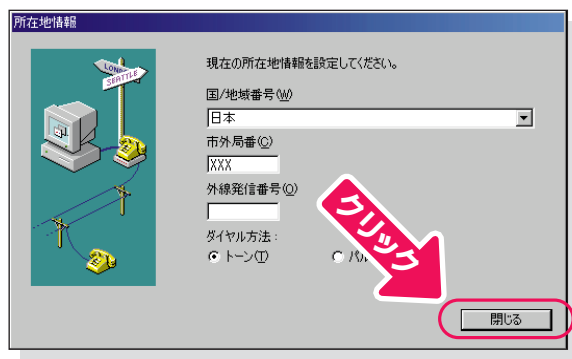 所在地情報
LOND
SEATTLE
現在の所在地情報を設定してください。
国/地域番号(W)
日本
市外局番(C)
XXX
外線発信番号(O)
ダイヤル方法:
トーン(T)
クリック
閉じる